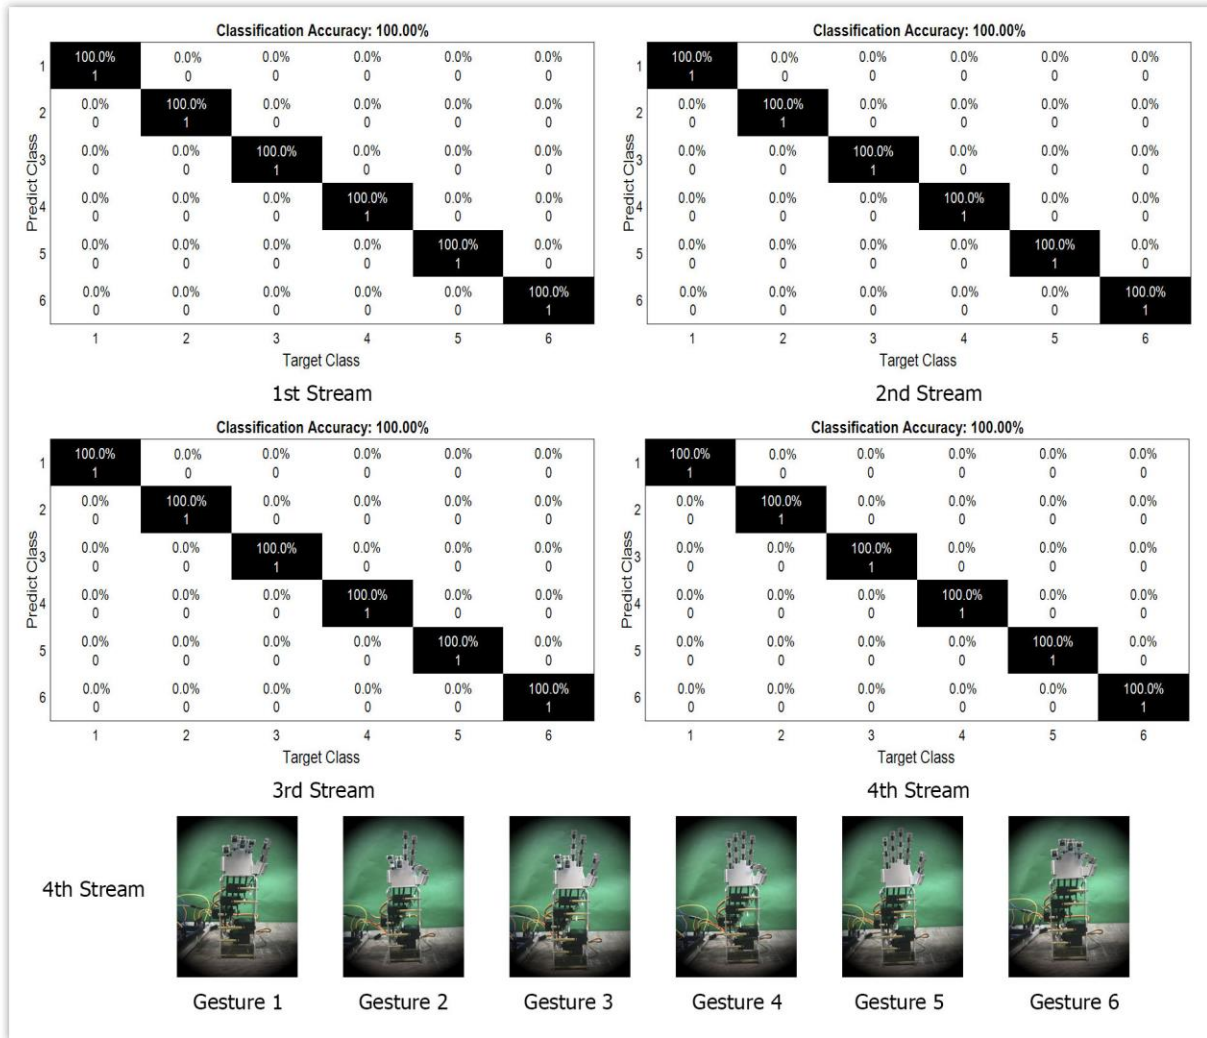 Classification Accuracy: 100.00%
1 100.0% 0.0% 0.0% 0.0% 0.0% 0.0%
1 0 0 0 0 0
2 0.0% 100.0% 0.0% 0.0% 0.0% 0.0%
0 1 0 0 0 0
3 0.0% 0.0% 100.0% 0.0% 0.0% 0.0%
0 0 1 0 0 0
4 0.0% 0.0% 0.0% 100.0% 0.0% 0.0%
0 0 0 1 0 0
5 0.0% 0.0% 0.0% 0.0% 100.0% 0.0%
0 0 0 0 1 0
6 0.0% 0.0% 0.0% 0.0% 0.0% 100.0%
0 0 0 0 0 1
Predict Class
1 2 3 4 5 6
Target Class
1st Stream
Classification Accuracy: 100.00%
1 100.0% 0.0% 0.0% 0.0% 0.0% 0.0%
1 0 0 0 0 0
2 0.0% 100.0% 0.0% 0.0% 0.0% 0.0%
0 1 0 0 0 0
3 0.0% 0.0% 100.0% 0.0% 0.0% 0.0%
0 0 1 0 0 0
4 0.0% 0.0% 0.0% 100.0% 0.0% 0.0%
0 0 0 1 0 0
5 0.0% 0.0% 0.0% 0.0% 100.0% 0.0%
0 0 0 0 1 0
6 0.0% 0.0% 0.0% 0.0% 0.0% 100.0%
0 0 0 0 0 1
Predict Class
1 2 3 4 5 6
Target Class
2nd Stream
Classification Accuracy: 100.00%
1 100.0% 0.0% 0.0% 0.0% 0.0% 0.0%
1 0 0 0 0 0
2 0.0% 100.0% 0.0% 0.0% 0.0% 0.0%
0 1 0 0 0 0
3 0.0% 0.0% 100.0% 0.0% 0.0% 0.0%
0 0 1 0 0 0
4 0.0% 0.0% 0.0% 100.0% 0.0% 0.0%
0 0 0 1 0 0
5 0.0% 0.0% 0.0% 0.0% 100.0% 0.0%
0 0 0 0 1 0
6 0.0% 0.0% 0.0% 0.0% 0.0% 100.0%
0 0 0 0 0 1
Predict Class
1 2 3 4 5 6
Target Class
3rd Stream
Classification Accuracy: 100.00%
1 100.0% 0.0% 0.0% 0.0% 0.0% 0.0%
1 0 0 0 0 0
2 0.0% 100.0% 0.0% 0.0% 0.0% 0.0%
0 1 0 0 0 0
3 0.0% 0.0% 100.0% 0.0% 0.0% 0.0%
0 0 1 0 0 0
4 0.0% 0.0% 0.0% 100.0% 0.0% 0.0%
0 0 0 1 0 0
5 0.0% 0.0% 0.0% 0.0% 100.0% 0.0%
0 0 0 0 1 0
6 0.0% 0.0% 0.0% 0.0% 0.0% 100.0%
0 0 0 0 0 1
Predict Class
1 2 3 4 5 6
Target Class
4th Stream
4th Stream
Gesture 1 Gesture 2 Gesture 3 Gesture 4 Gesture 5 Gesture 6